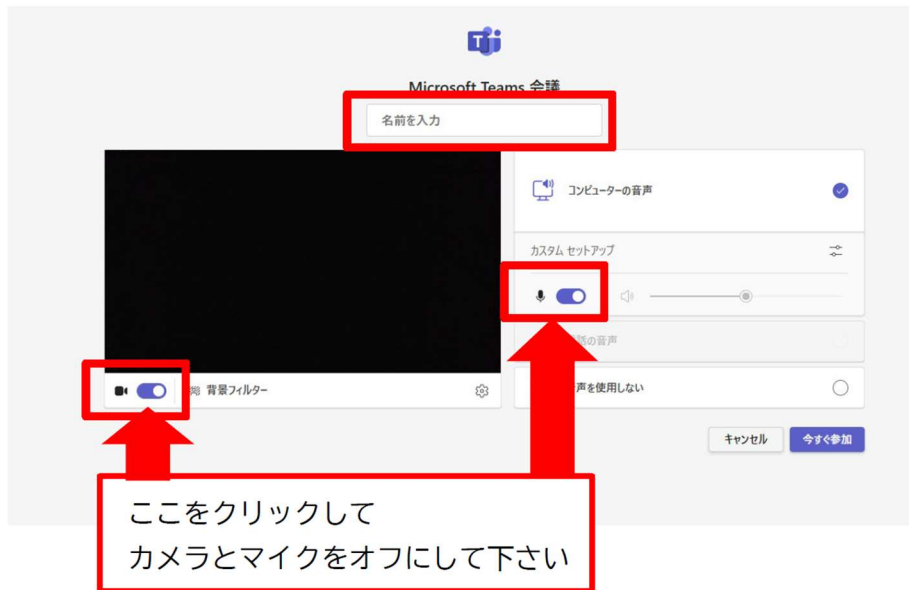 Microsoft Teams 会議
名前を入力
コンピューターの音声
カスタム セットアップ
話の音声
声を使用しない
背景フィルター
キャンセル
今すぐ参加
ここをクリックして
カメラとマイクをオフにして下さい